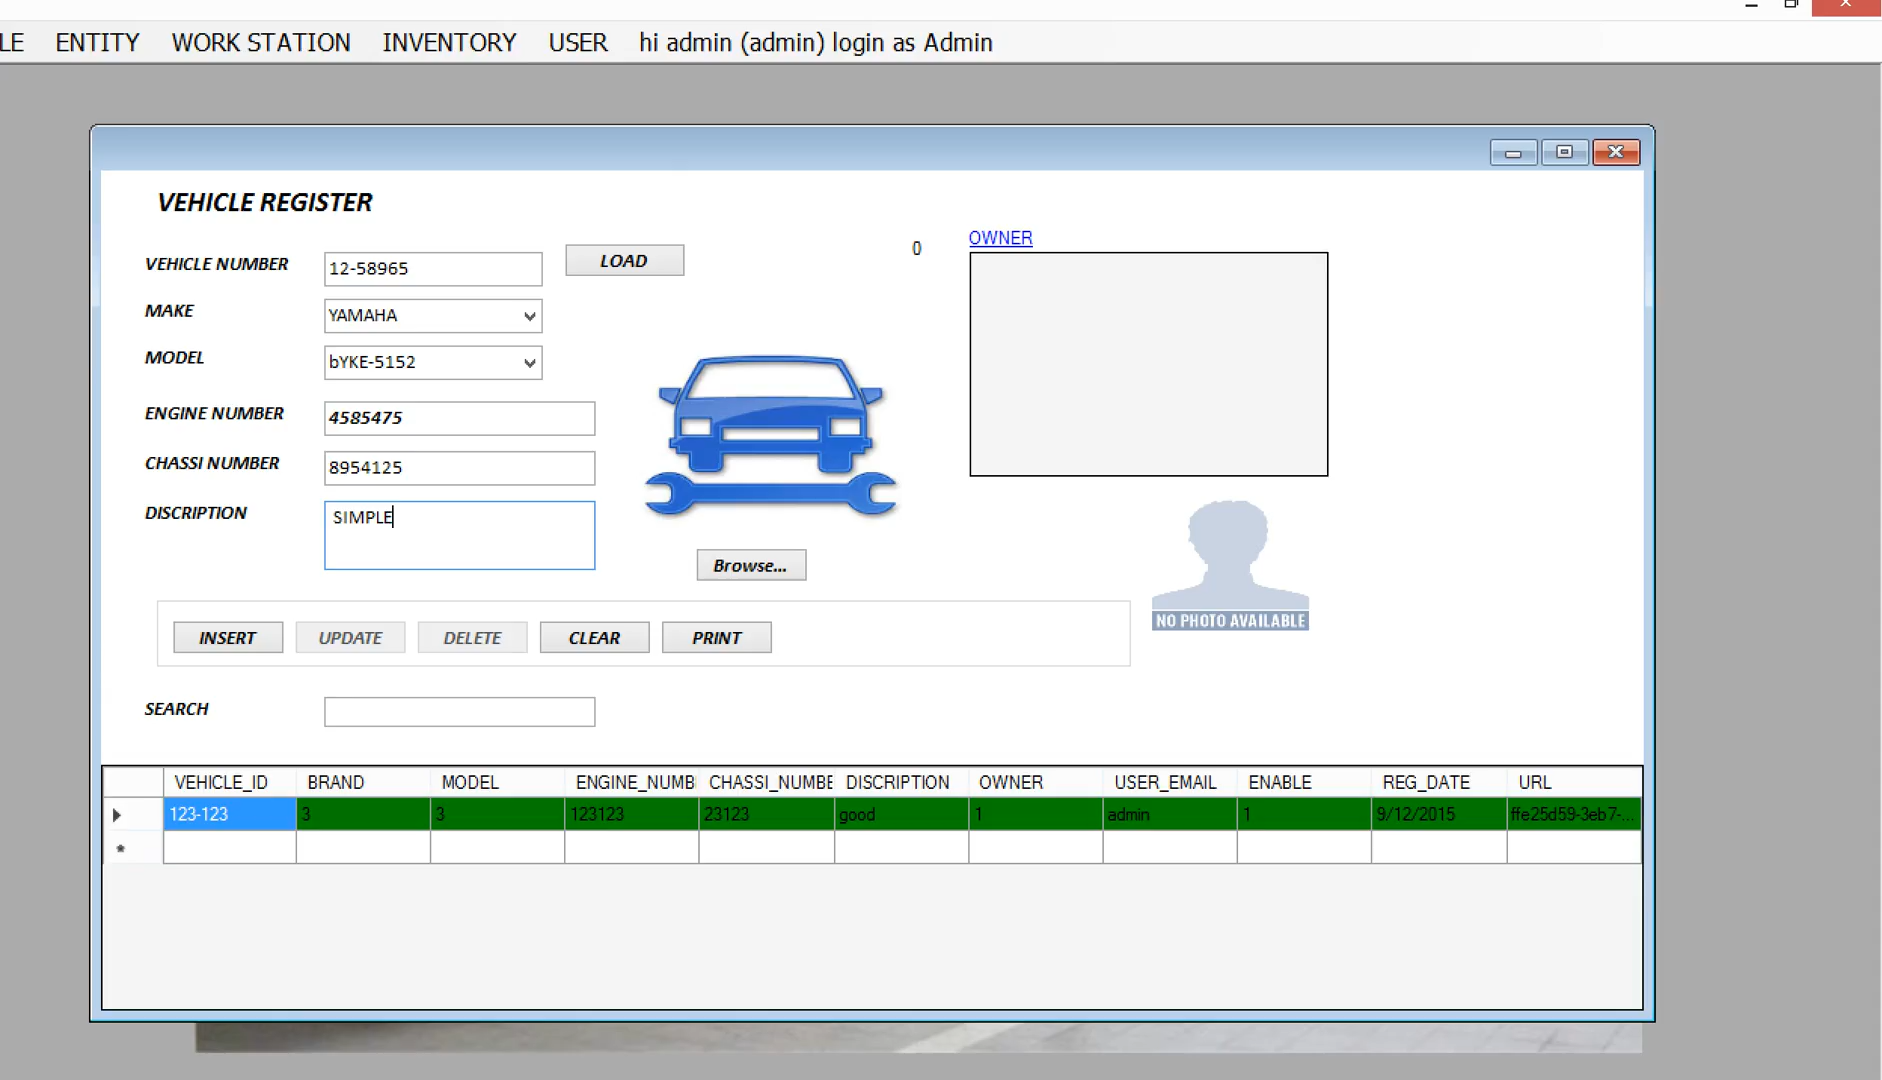 LE ENTITY WORK STATION INVENTORY USER hi admin (admin) login as Admin
VEHICLE REGISTER
VEHICLE NUMBER 12-58965 LOAD 0 OWNER
MAKE YAMAHA
MODEL bYKE-5152
ENGINE NUMBER 4585475
CHASSI NUMBER 8954125
DISCRIPTION SIMPLE
Browse...
NO PHOTO AVAILABLE
INSERT UPDATE DELETE CLEAR PRINT
SEARCH
VEHICLE_ID BRAND MODEL ENGINE_NUMB CHASSI_NUMBE DISCRIPTION OWNER USER_EMAIL ENABLE REG_DATE URL
123-123 3 3 123123 23123 good 1 admin 1 9/12/2015 ffe25d59-3eb7-...